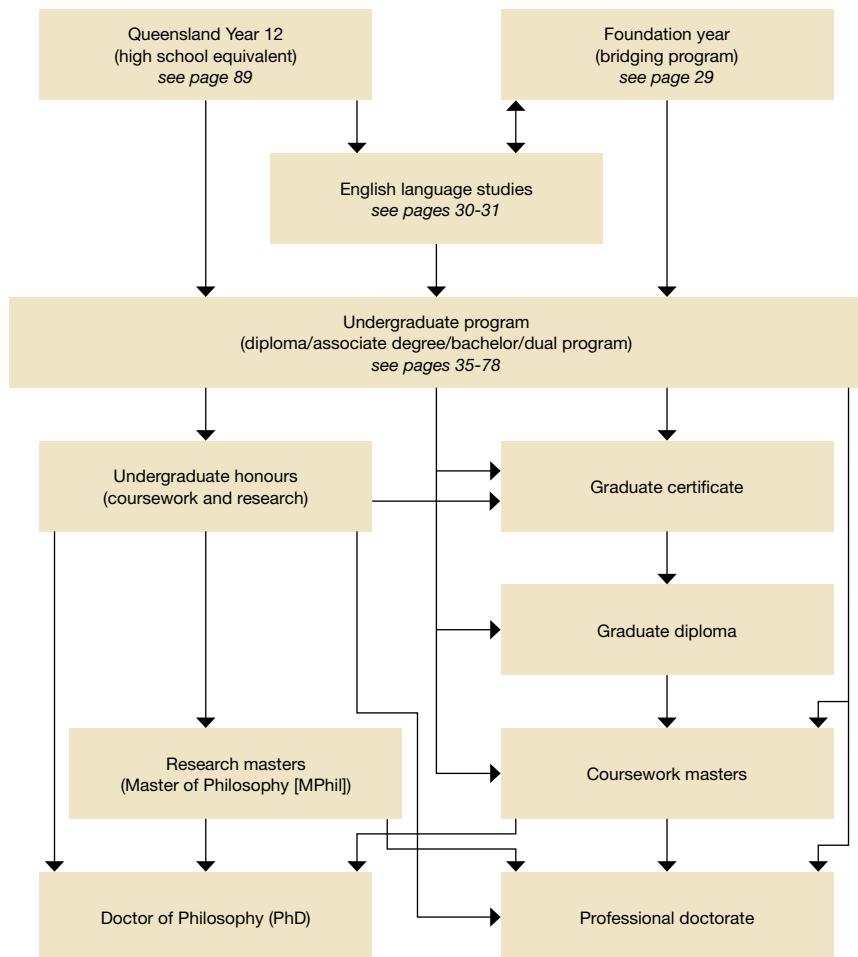 Queensland Year 12
(high school equivalent)
see page 89
Foundation year
(bridging program)
see page 29
English language studies
see pages 30-31
Undergraduate program
(diploma/associate degree/bachelor/dual program)
see pages 35-78
Undergraduate honours
(coursework and research)
Graduate certificate
Graduate diploma
Research masters
(Master of Philosophy [MPhil])
Coursework masters
Doctor of Philosophy (PhD)
Professional doctorate